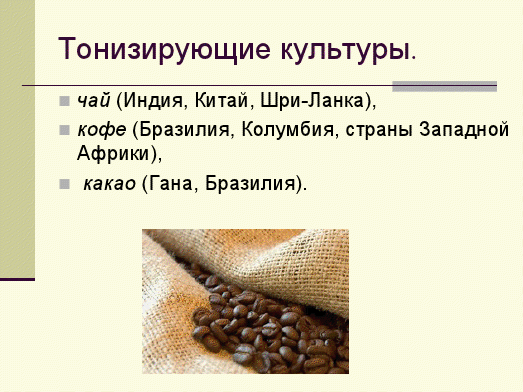 Тонизирующие культуры.
чай (Индия, Китай, Шри-Ланка),
кофе (Бразилия, Колумбия, страны Западной
Африки),
какао (Гана, Бразилия).